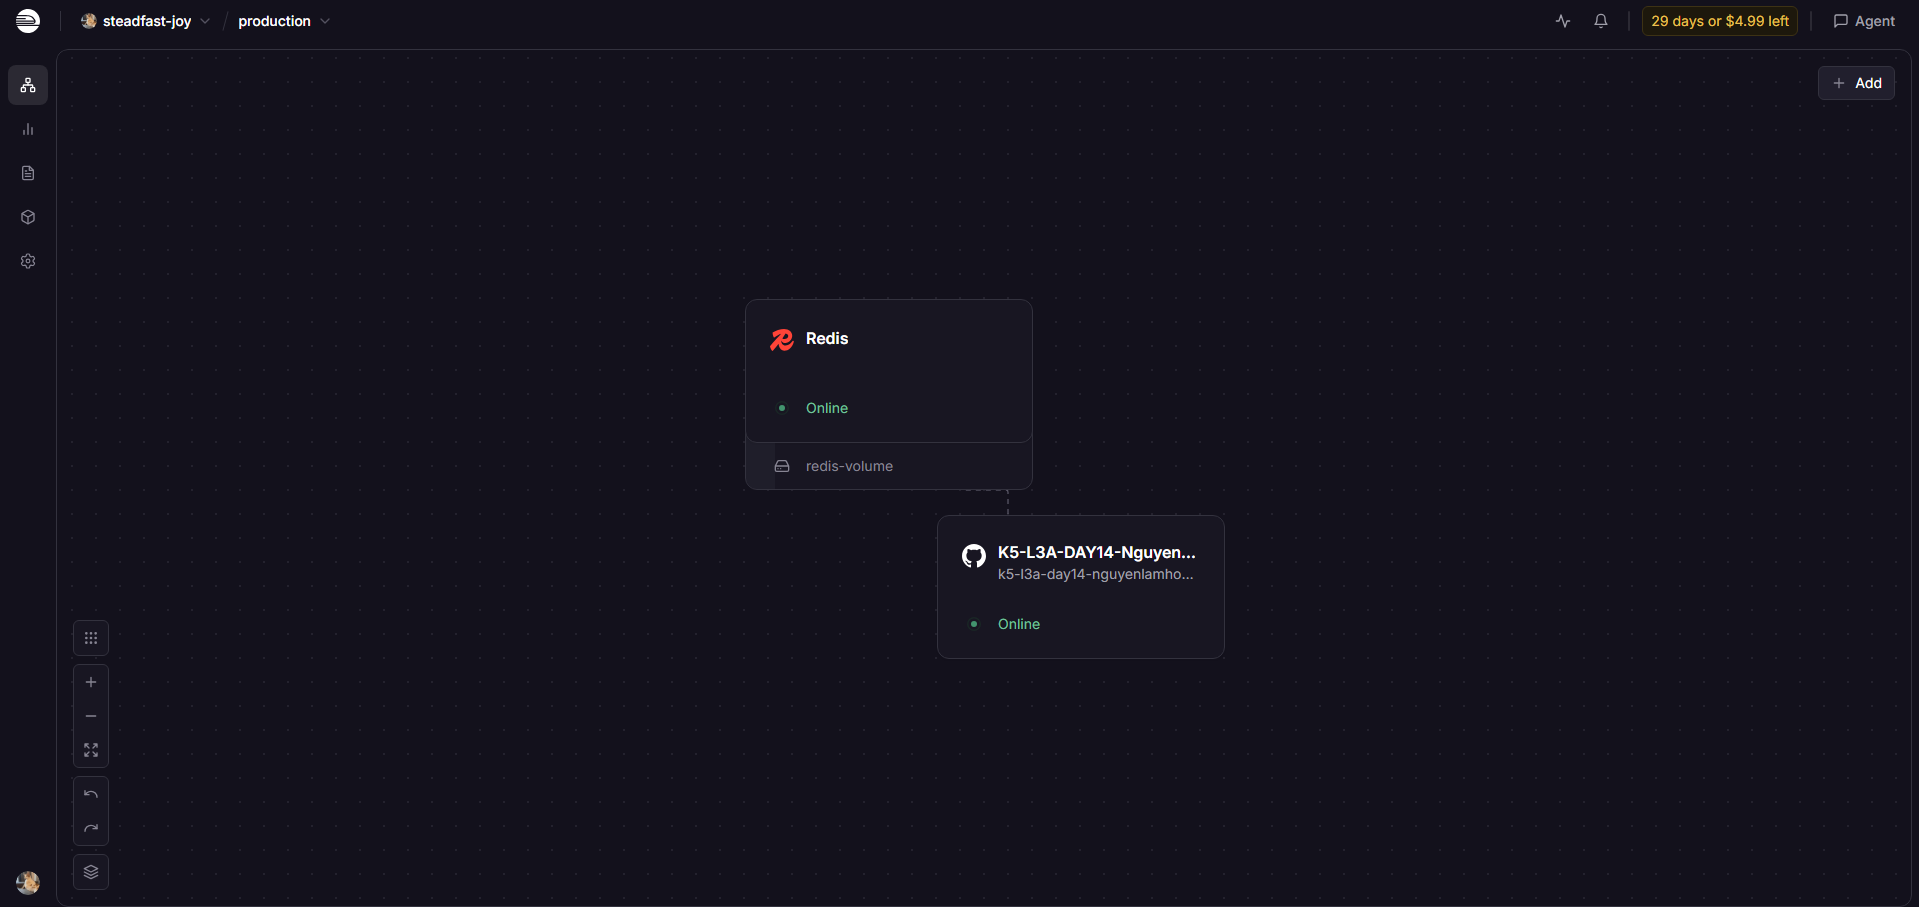 steadfast-joy
production
29 days or $4.99 left
Agent
Add
Redis
Online
redis-volume
K5-L3A-DAY14-Nguyen...
k5-l3a-day14-nguyenlamho...
Online